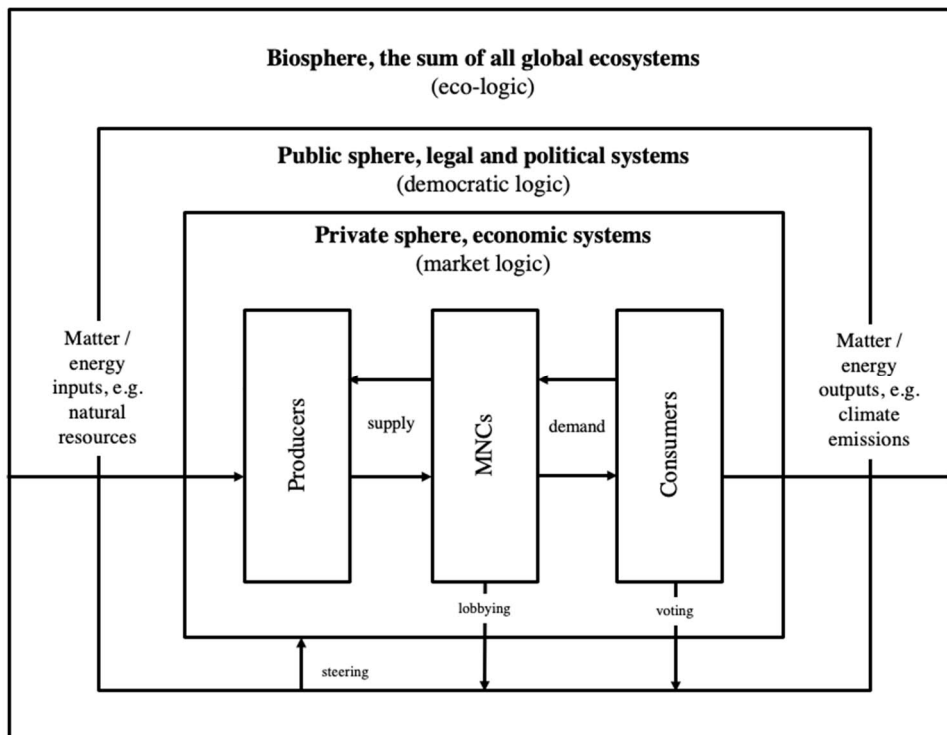 Biosphere, the sum of all global ecosystems
(eco-logic)
Public sphere, legal and political systems
(democratic logic)
Private sphere, economic systems
(market logic)
Matter /
energy
inputs, e.g.
natural
resources
Producers
supply
MNCs
demand
Consumers
Matter /
energy
outputs, e.g.
climate
emissions
lobbying
voting
steering